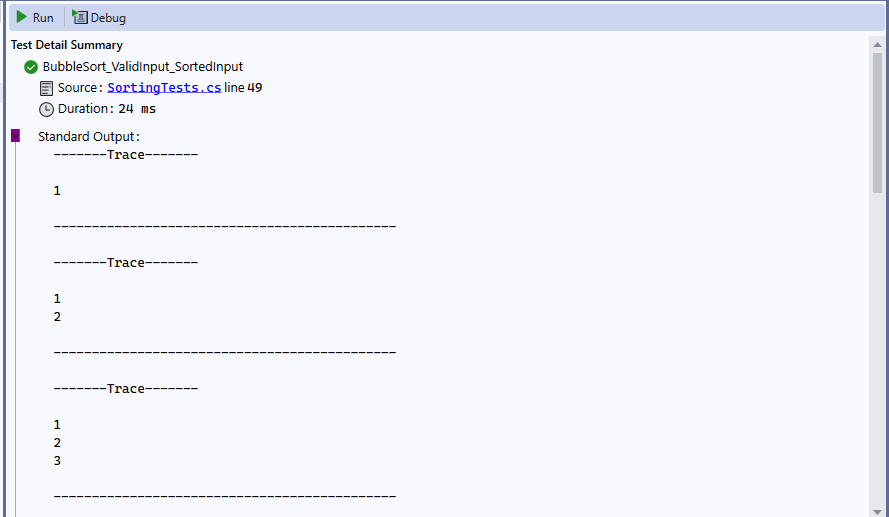 Run Debug
Test Detail Summary
BubbleSort_ValidInput_SortedInput
Source: SortingTests.cs line 49
Duration: 24 ms
Standard Output:
-------Trace-------
1
---------------------------------------------
-------Trace-------
1
2
---------------------------------------------
-------Trace-------
1
2
3
---------------------------------------------